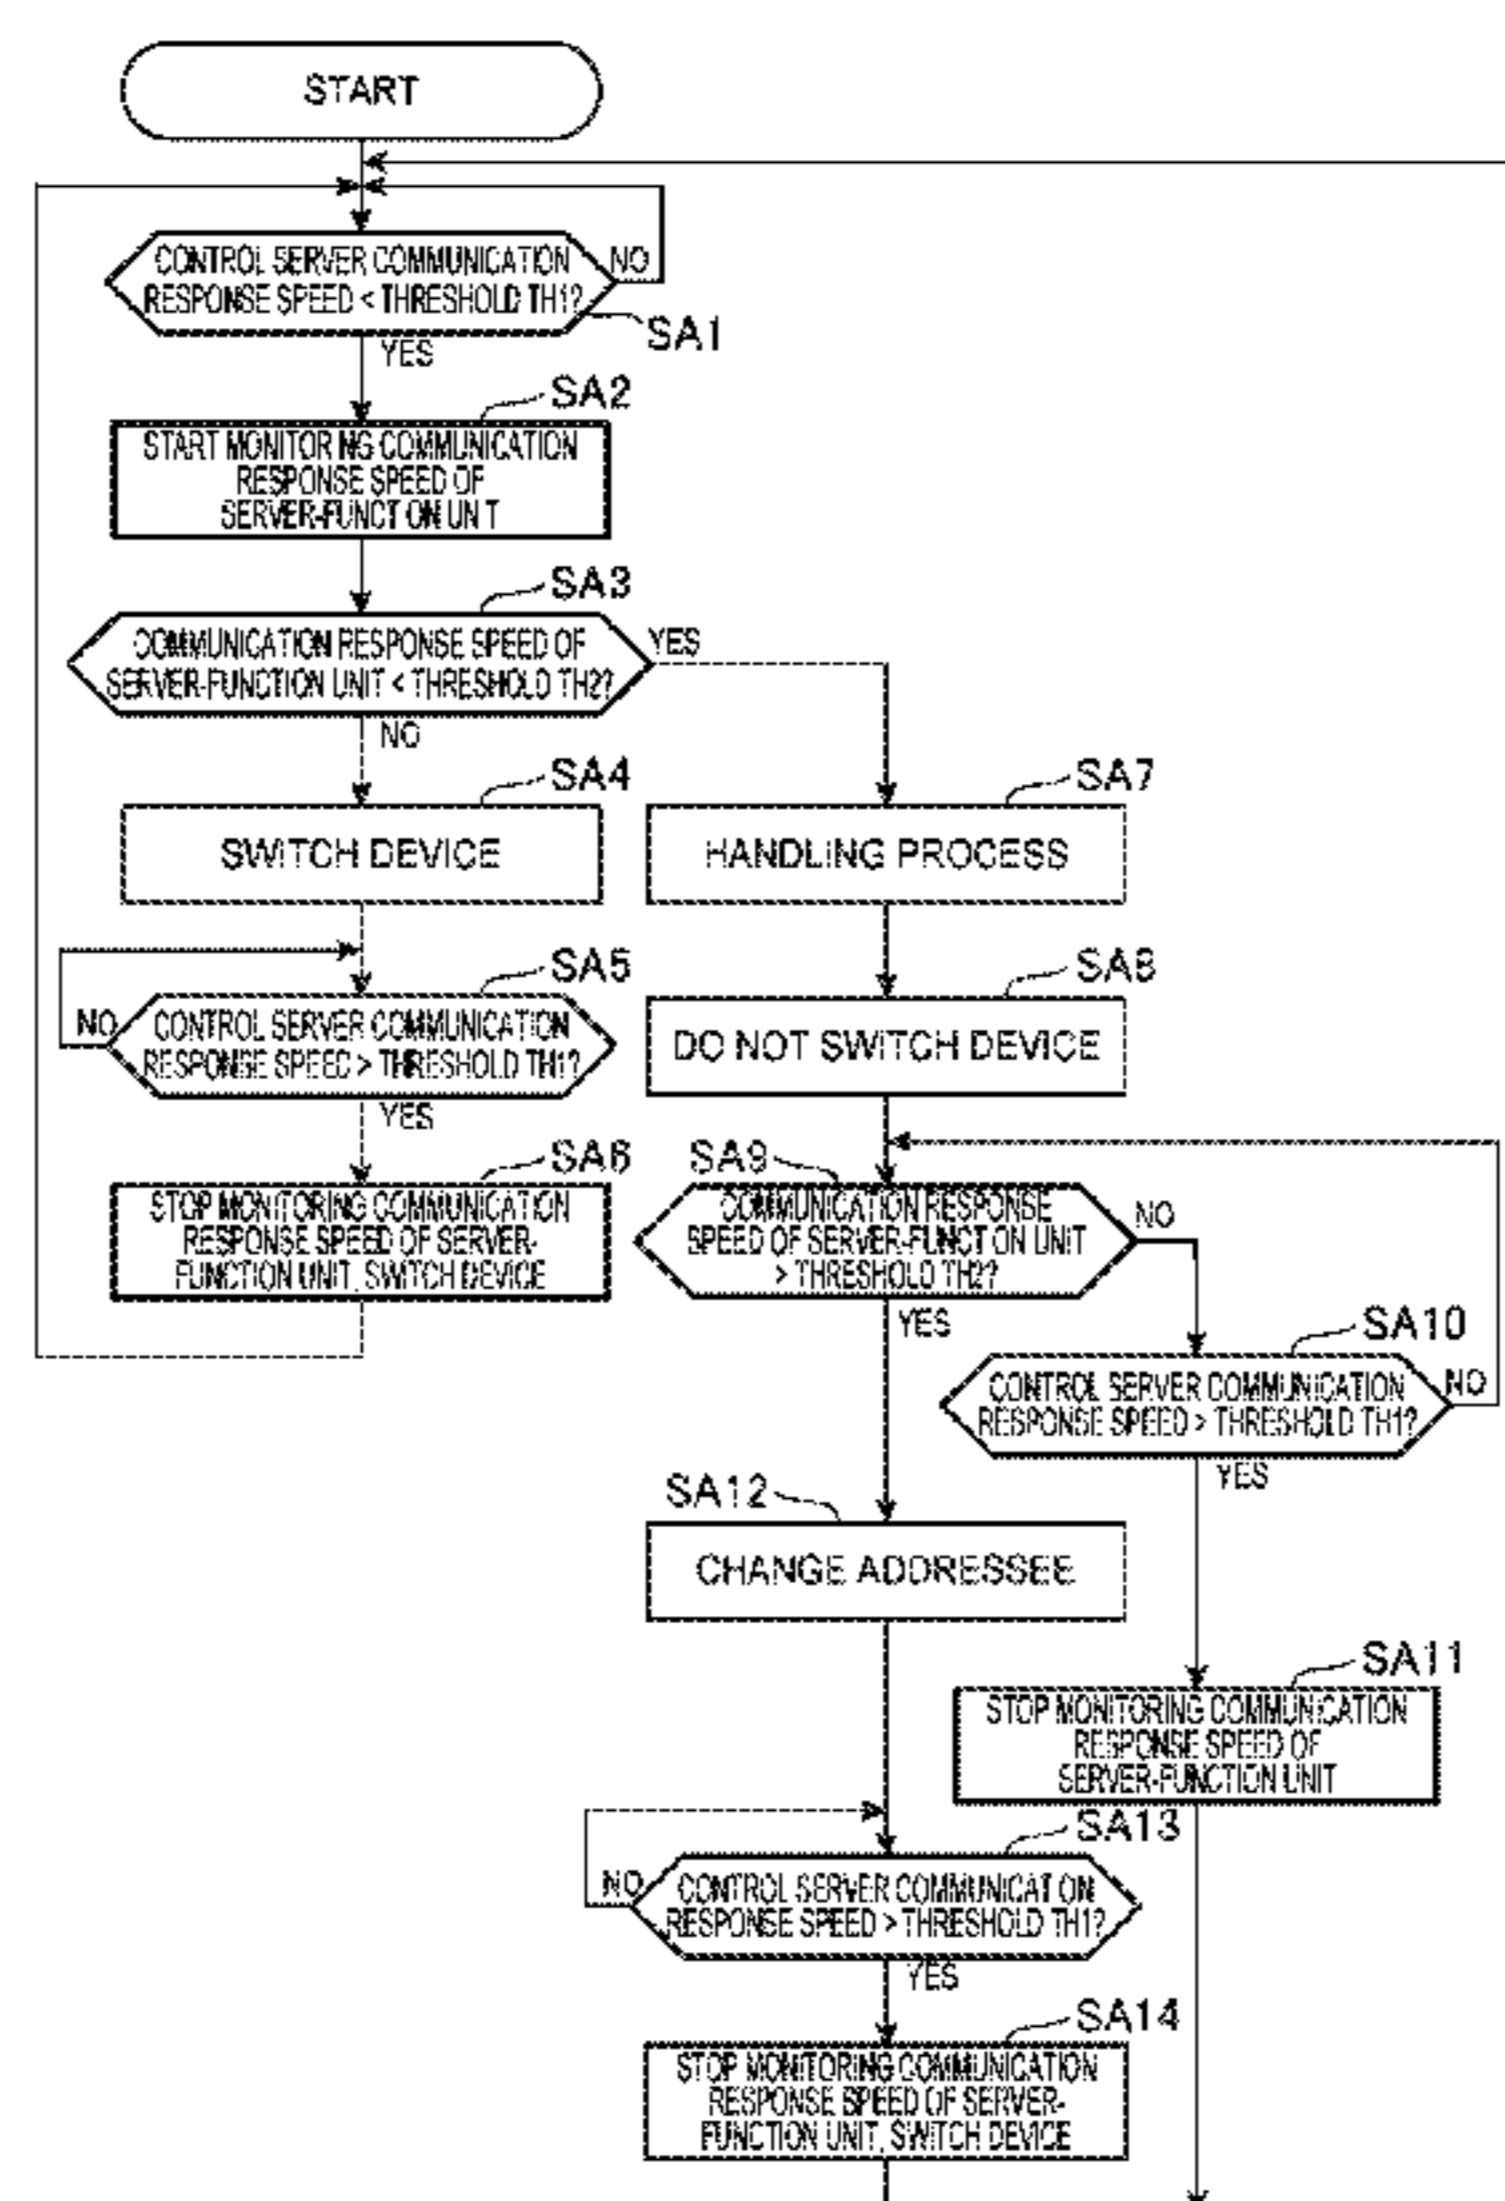 START
CONTROL SERVER COMMUNICATION
RESPONSE SPEED < THRESHOLD TH1?
NO
SA1
YES
SA2
START MONITORING COMMUNICATION
RESPONSE SPEED OF
SERVER-FUNCTION UNIT
SA3
COMMUNICATION RESPONSE SPEED OF
SERVER-FUNCTION UNIT < THRESHOLD TH2?
YES
NO
SA4
SWITCH DEVICE
SA7
HANDLING PROCESS
SA5
NO
CONTROL SERVER COMMUNICATION
RESPONSE SPEED > THRESHOLD TH1?
YES
SA8
DO NOT SWITCH DEVICE
SA6
STOP MONITORING COMMUNICATION
RESPONSE SPEED OF SERVER-
FUNCTION UNIT, SWITCH DEVICE
SA9
COMMUNICATION RESPONSE
SPEED OF SERVER-FUNCTION UNIT
> THRESHOLD TH2?
NO
YES
SA10
CONTROL SERVER COMMUNICATION
RESPONSE SPEED > THRESHOLD TH1?
NO
YES
SA12
CHANGE ADDRESSEE
SA11
STOP MONITORING COMMUNICATION
RESPONSE SPEED OF
SERVER-FUNCTION UNIT
SA13
NO
CONTROL SERVER COMMUNICATION
RESPONSE SPEED > THRESHOLD TH1?
YES
SA14
STOP MONITORING COMMUNICATION
RESPONSE SPEED OF SERVER-
FUNCTION UNIT, SWITCH DEVICE